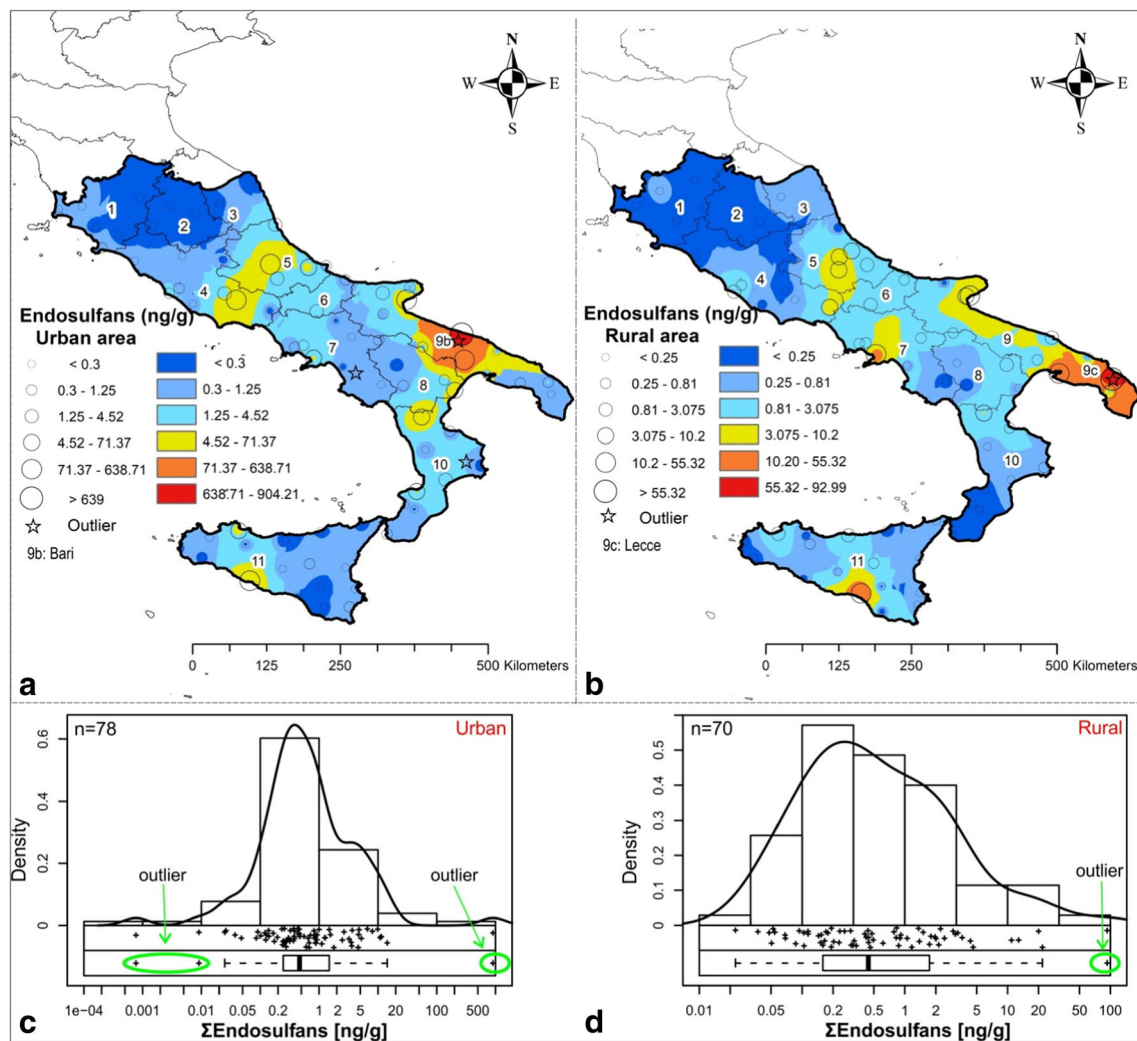 N
W E
S
1
2
3
4
5
6
7
8
9b
10
11
Endosulfans (ng/g)
Urban area
< 0.3 < 0.3
0.3 - 1.25 0.3 - 1.25
1.25 - 4.52 1.25 - 4.52
4.52 - 71.37 4.52 - 71.37
71.37 - 638.71 71.37 - 638.71
> 639 638.71 - 904.21
Outlier
9b: Bari
0 125 250 500 Kilometers
a
N
W E
S
1
2
3
4
5
6
7
8
9
9c
10
11
Endosulfans (ng/g)
Rural area
< 0.25 < 0.25
0.25 - 0.81 0.25 - 0.81
0.81 - 3.075 0.81 - 3.075
3.075 - 10.2 3.075 - 10.2
10.2 - 55.32 10.20 - 55.32
> 55.32 55.32 - 92.99
Outlier
9c: Lecce
0 125 250 500 Kilometers
b
n=78 Urban
Density
0.6
0.4
0.2
0
outlier outlier
1e-04 0.001 0.01 0.05 0.2 1 2 5 20 100 500
ΣEndosulfans [ng/g]
c
n=70 Rural
Density
0.5
0.4
0.3
0.2
0.1
0
outlier
0.01 0.05 0.2 0.5 1 2 5 10 20 50 100
ΣEndosulfans [ng/g]
d